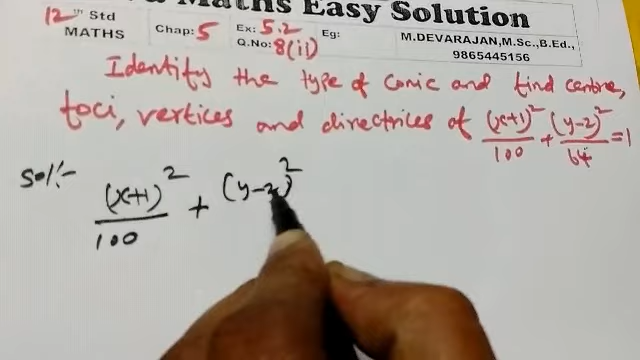 Maths Easy Solution
12th Std
MATHS
Chap: 5
Ex: 5.2
Q.No: 8(ii)
Eg:
M.DEVARAJAN,M.Sc.,B.Ed.,
9865445156
Identify the type of conic and find centre,
foci, vertices and directrices of (x+1)²/100 + (y-2)²/64 = 1
Sol:-
(x+1)²/100 + (y-2)²